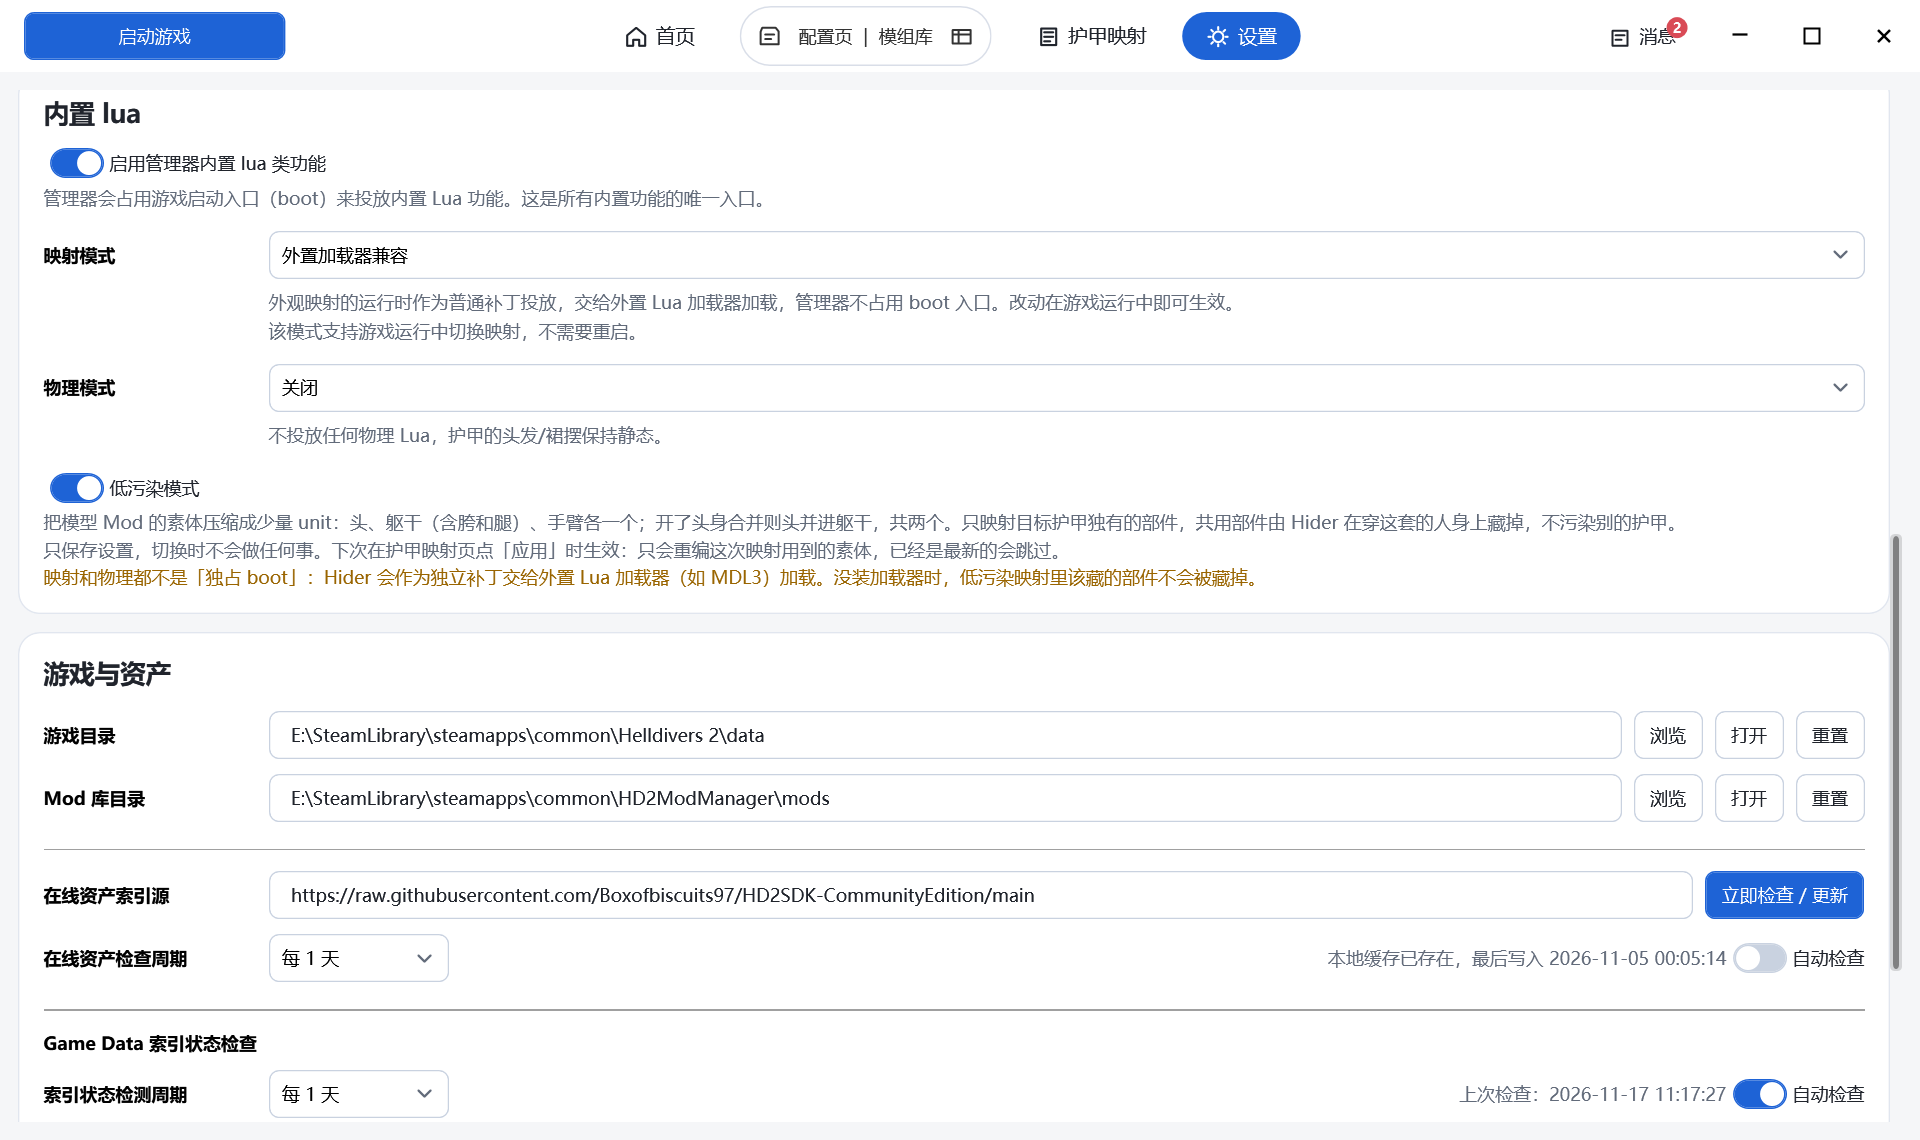 启动游戏
首页
配置页 | 模组库
护甲映射
设置
消息 2
内置 lua
启用管理器内置 lua 类功能
管理器会占用游戏启动入口（boot）来投放内置 Lua 功能。这是所有内置功能的唯一入口。
映射模式
外置加载器兼容
外观映射的运行时作为普通补丁投放，交给外置 Lua 加载器加载，管理器不占用 boot 入口。改动在游戏运行中即可生效。
该模式支持游戏运行中切换映射，不需要重启。
物理模式
关闭
不投放任何物理 Lua，护甲的头发/裙摆保持静态。
低污染模式
把模型 Mod 的素体压缩成少量 unit：头、躯干（含胯和腿）、手臂各一个；开了头身合并则头并进躯干，共两个。只映射目标护甲独有的部件，共用部件由 Hider 在穿这套的人身上藏掉，不污染别的护甲。
只保存设置，切换时不会做任何事。下次在护甲映射页点「应用」时生效：只会重编这次映射用到的素体，已经是最新的会跳过。
映射和物理都不是「独占 boot」：Hider 会作为独立补丁交给外置 Lua 加载器（如 MDL3）加载。没装加载器时，低污染映射里该藏的部件不会被藏掉。
游戏与资产
游戏目录
E:\SteamLibrary\steamapps\common\Helldivers 2\data
浏览
打开
重置
Mod 库目录
E:\SteamLibrary\steamapps\common\HD2ModManager\mods
浏览
打开
重置
在线资产索引源
https://raw.githubusercontent.com/Boxofbiscuits97/HD2SDK-CommunityEdition/main
立即检查 / 更新
在线资产检查周期
每 1 天
本地缓存已存在，最后写入 2026-11-05 00:05:14
自动检查
Game Data 索引状态检查
索引状态检测周期
每 1 天
上次检查：2026-11-17 11:17:27
自动检查